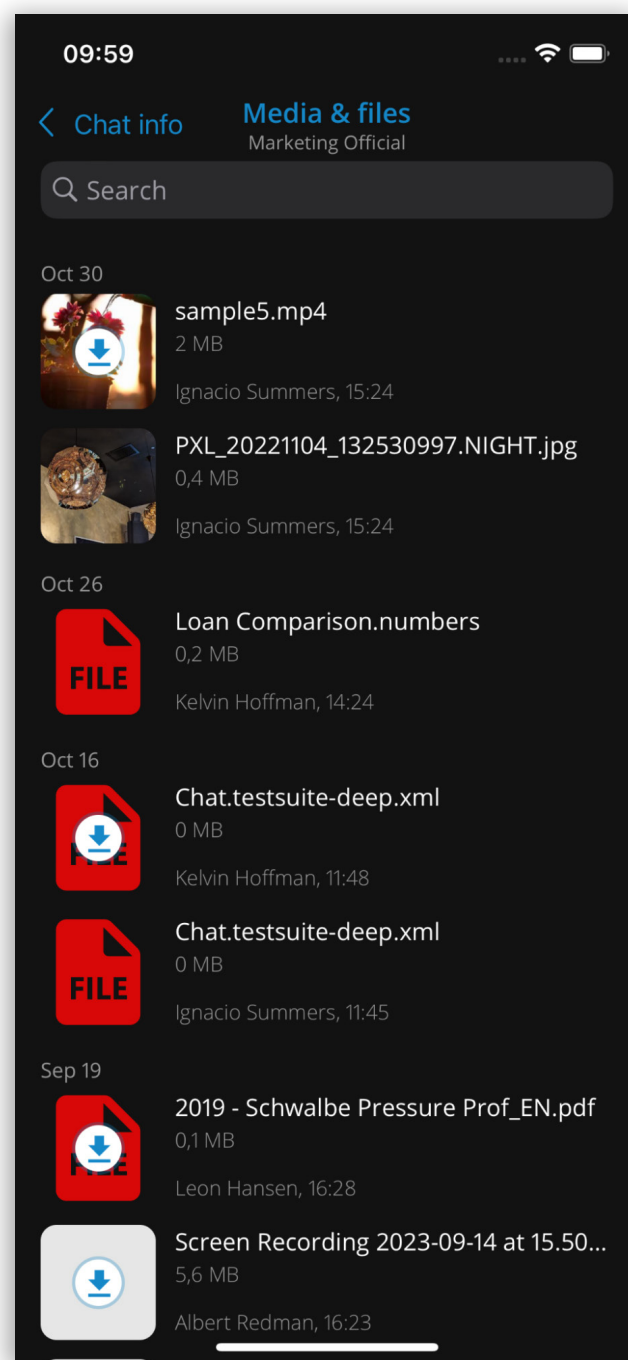 09:59
Chat info
Media & files
Marketing Official
Search
Oct 30
sample5.mp4
2 MB
Ignacio Summers, 15:24
PXL_20221104_132530997.NIGHT.jpg
0,4 MB
Ignacio Summers, 15:24
Oct 26
FILE
Loan Comparison.numbers
0,2 MB
Kelvin Hoffman, 14:24
Oct 16
FILE
Chat.testsuite-deep.xml
0 MB
Kelvin Hoffman, 11:48
FILE
Chat.testsuite-deep.xml
0 MB
Ignacio Summers, 11:45
Sep 19
FILE
2019 - Schwalbe Pressure Prof_EN.pdf
0,1 MB
Leon Hansen, 16:28
Screen Recording 2023-09-14 at 15.50...
5,6 MB
Albert Redman, 16:23